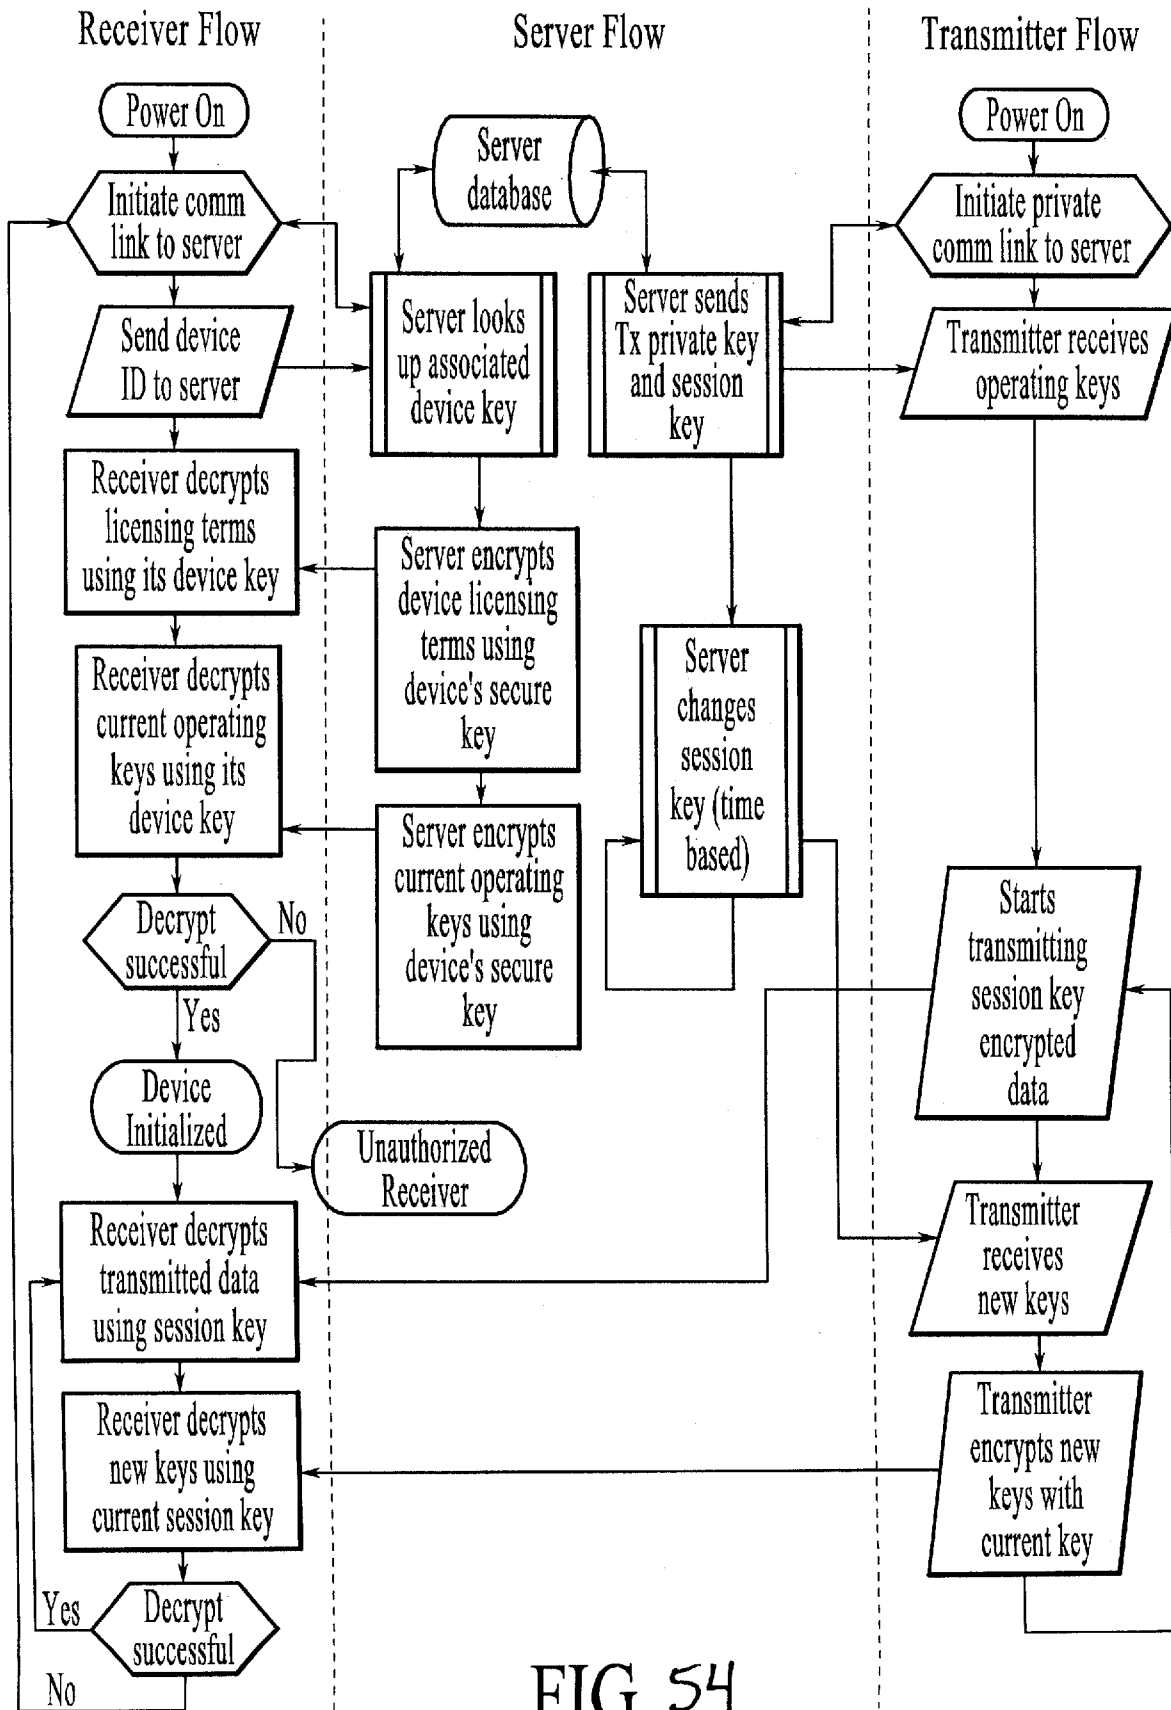 Receiver Flow
Server Flow
Transmitter Flow
Power On
Initiate comm
link to server
Send device
ID to server
Receiver decrypts
licensing terms
using its device key
Receiver decrypts
current operating
keys using its
device key
Decrypt
successful
No
Yes
Device
Initialized
Unauthorized
Receiver
Receiver decrypts
transmitted data
using session key
Receiver decrypts
new keys using
current session key
Decrypt
successful
Yes
No
Server
database
Server looks
up associated
device key
Server encrypts
device licensing
terms using
device's secure
key
Server encrypts
current operating
keys using
device's secure
key
Server sends
Tx private key
and session
key
Server
changes
session
key (time
based)
Power On
Initiate private
comm link to server
Transmitter receives
operating keys
Starts
transmitting
session key
encrypted
data
Transmitter
receives
new keys
Transmitter
encrypts new
keys with
current key
FIG 54